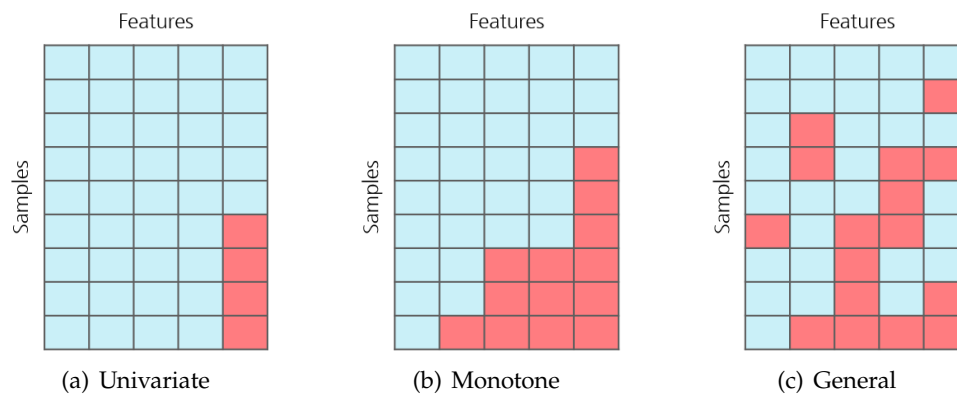 Features
Features
Features
Samples
Samples
Samples
(a) Univariate
(b) Monotone
(c) General